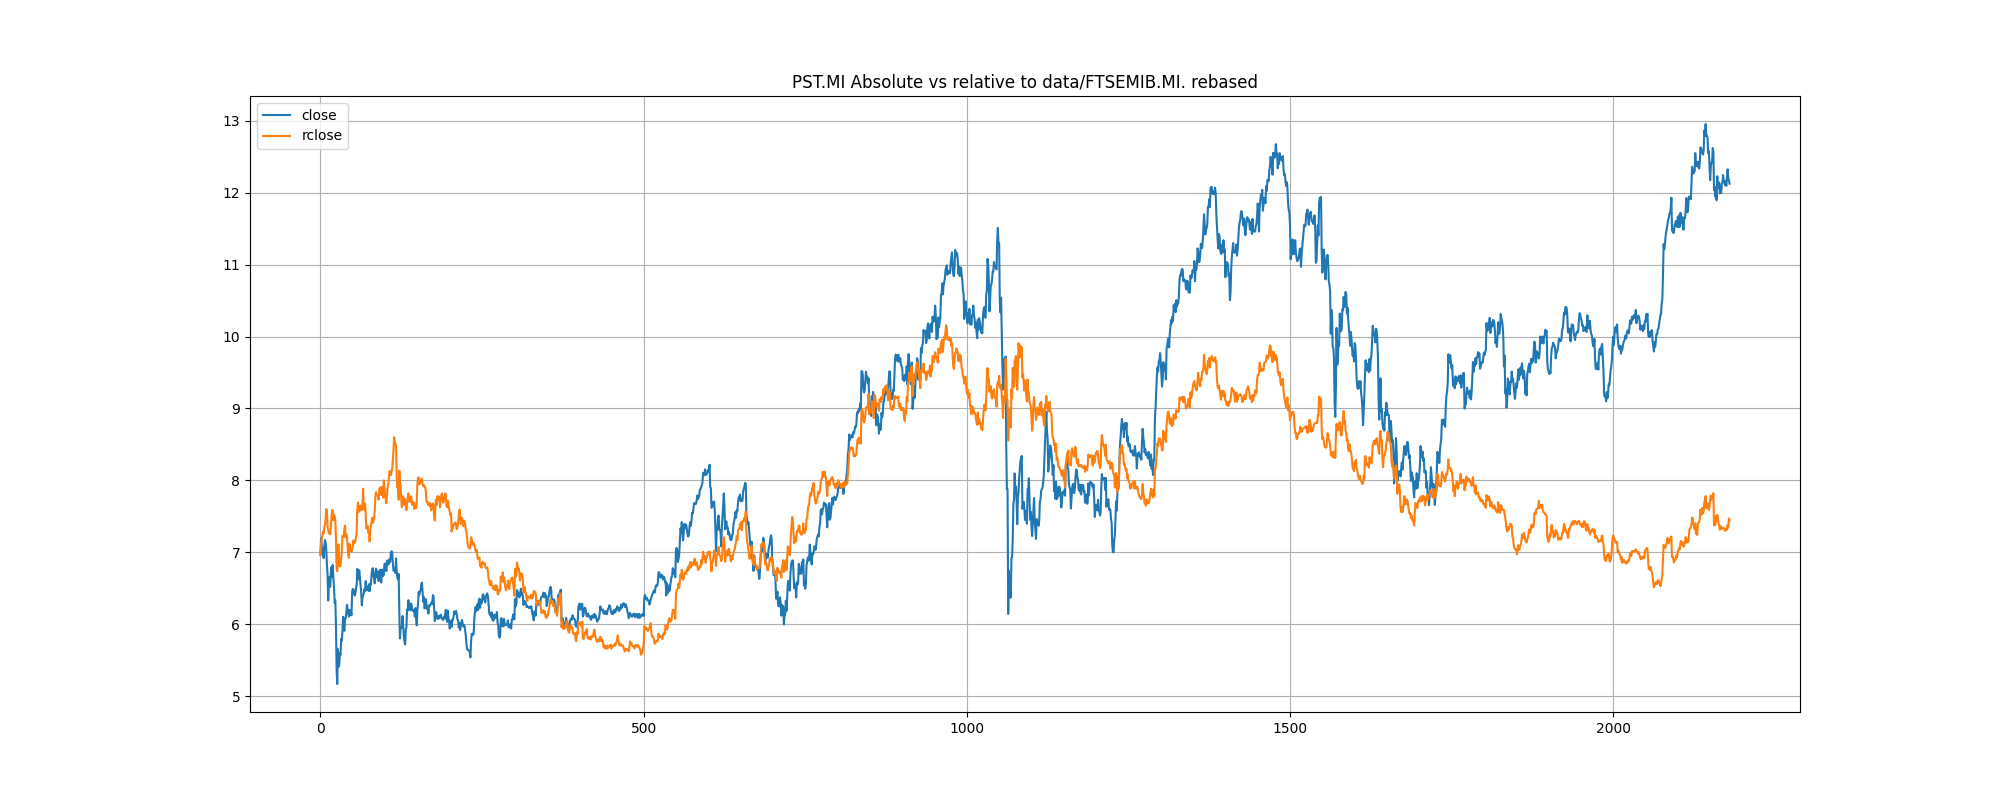 PST.MI Absolute vs relative to data/FTSEMIB.MI. rebased
close
rclose
13
12
11
10
9
8
7
6
5
0 500 1000 1500 2000